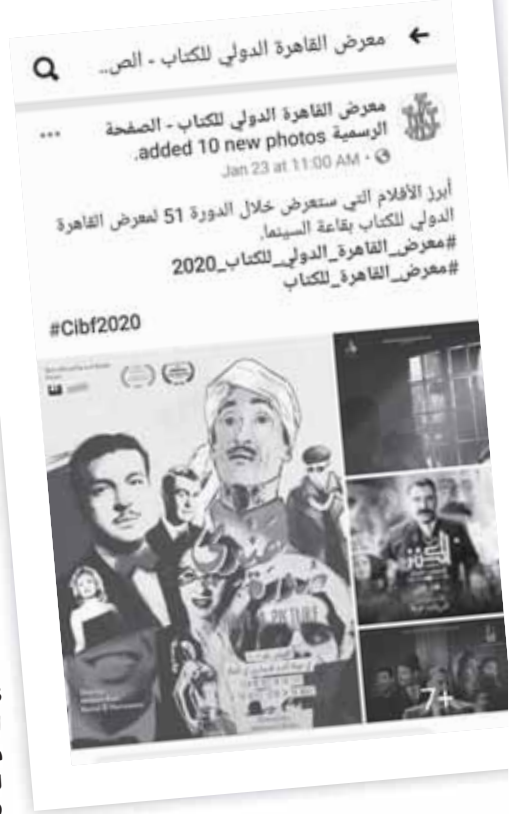 معرض القاهرة الدولي للكتاب - الص..
معرض القاهرة الدولي للكتاب - الصفحة
الرسمية added 10 new photos.
Jan 23 at 11:00 AM
أبرز الأفلام التي ستعرض خلال الدورة 51 لمعرض القاهرة
الدولي للكتاب بقاعة السينما.
#معرض_القاهرة_الدولي_للكتاب_2020
#معرض_القاهرة_للكتاب
#Cibf2020
PICTURE
7+